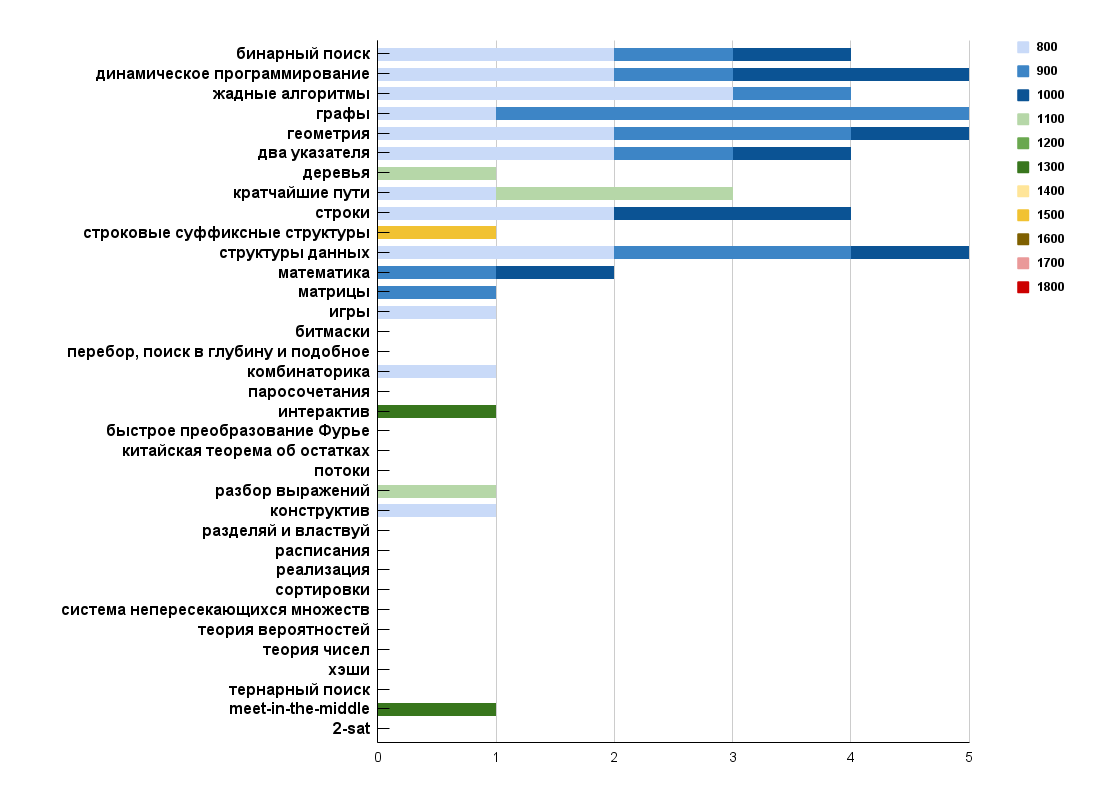 бинарный поиск
динамическое программирование
жадные алгоритмы
графы
геометрия
два указателя
деревья
кратчайшие пути
строки
строковые суффиксные структуры
структуры данных
математика
матрицы
игры
битмаски
перебор, поиск в глубину и подобное
комбинаторика
паросочетания
интерактив
быстрое преобразование Фурье
китайская теорема об остатках
потоки
разбор выражений
конструктив
разделяй и властвуй
расписания
реализация
сортировки
система непересекающихся множеств
теория вероятностей
теория чисел
хэши
тернарный поиск
meet-in-the-middle
2-sat
0 1 2 3 4 5
800
900
1000
1100
1200
1300
1400
1500
1600
1700
1800